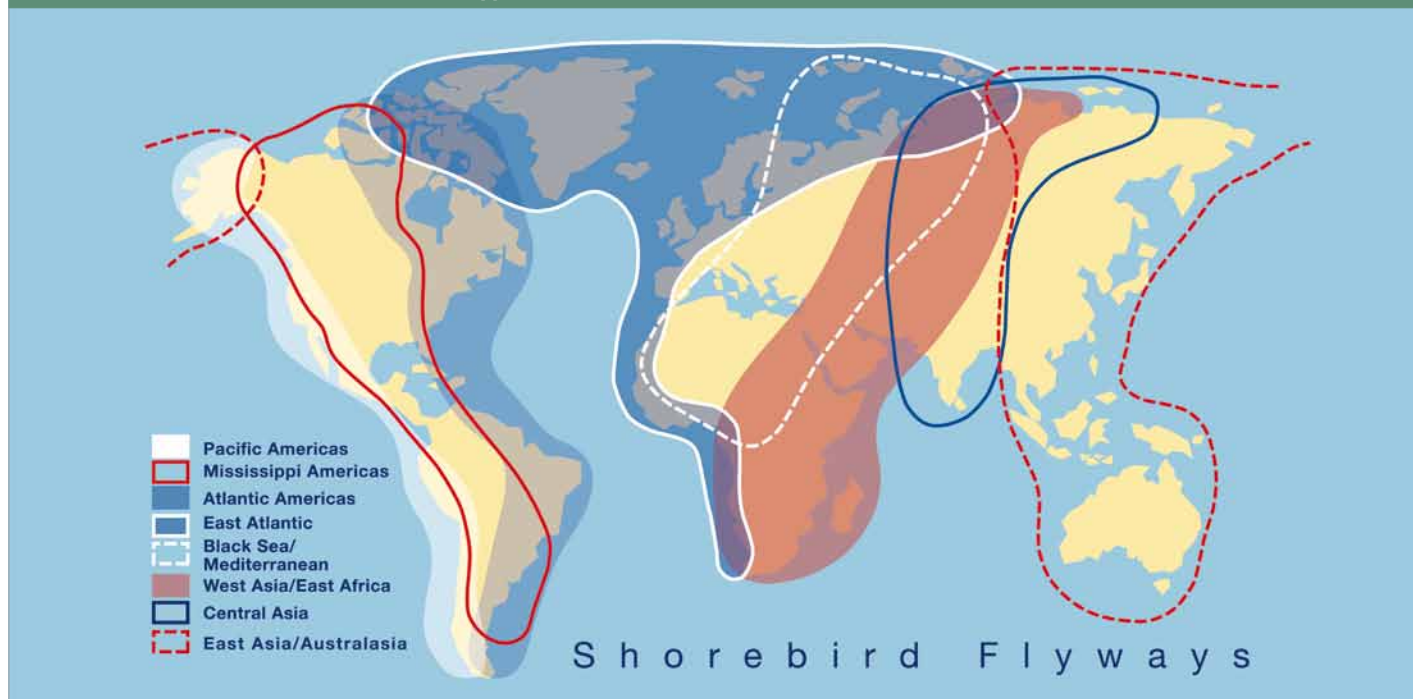 Pacific Americas
Mississippi Americas
Atlantic Americas
East Atlantic
Black Sea/
Mediterranean
West Asia/East Africa
Central Asia
East Asia/Australasia
Shorebird Flyways